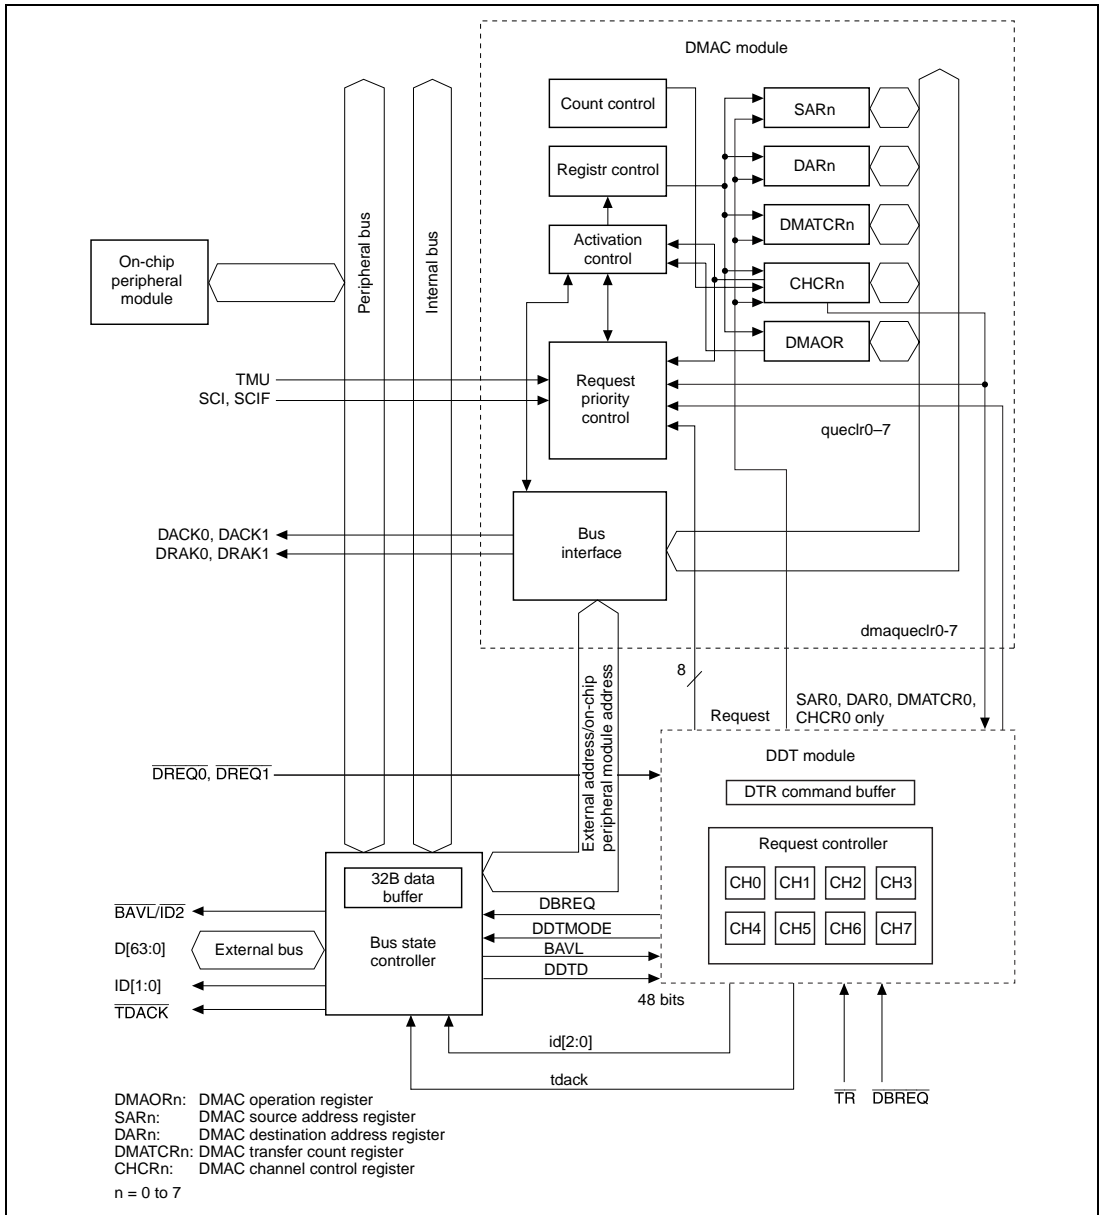 DMAC module
Count control
SARn
Registr control
DARn
DMATCRn
Activation
control
CHCRn
DMAOR
On-chip
peripheral
module
Peripheral bus
Internal bus
TMU
SCI, SCIF
Request
priority
control
queclr0–7
DACK0, DACK1
DRAK0, DRAK1
Bus
interface
dmaqueclr0-7
External address/on-chip
peripheral module address
8
Request
SAR0, DAR0, DMATCR0,
CHCR0 only
DREQ0, DREQ1
DDT module
DTR command buffer
Request controller
CH0 CH1 CH2 CH3
CH4 CH5 CH6 CH7
32B data
buffer
Bus state
controller
BAVL/ID2
D[63:0]
External bus
ID[1:0]
TDACK
DBREQ
DDTMODE
BAVL
DDTD
48 bits
id[2:0]
tdack
TR
DBREQ
DMAORn: DMAC operation register
SARn: DMAC source address register
DARn: DMAC destination address register
DMATCRn: DMAC transfer count register
CHCRn: DMAC channel control register
n = 0 to 7